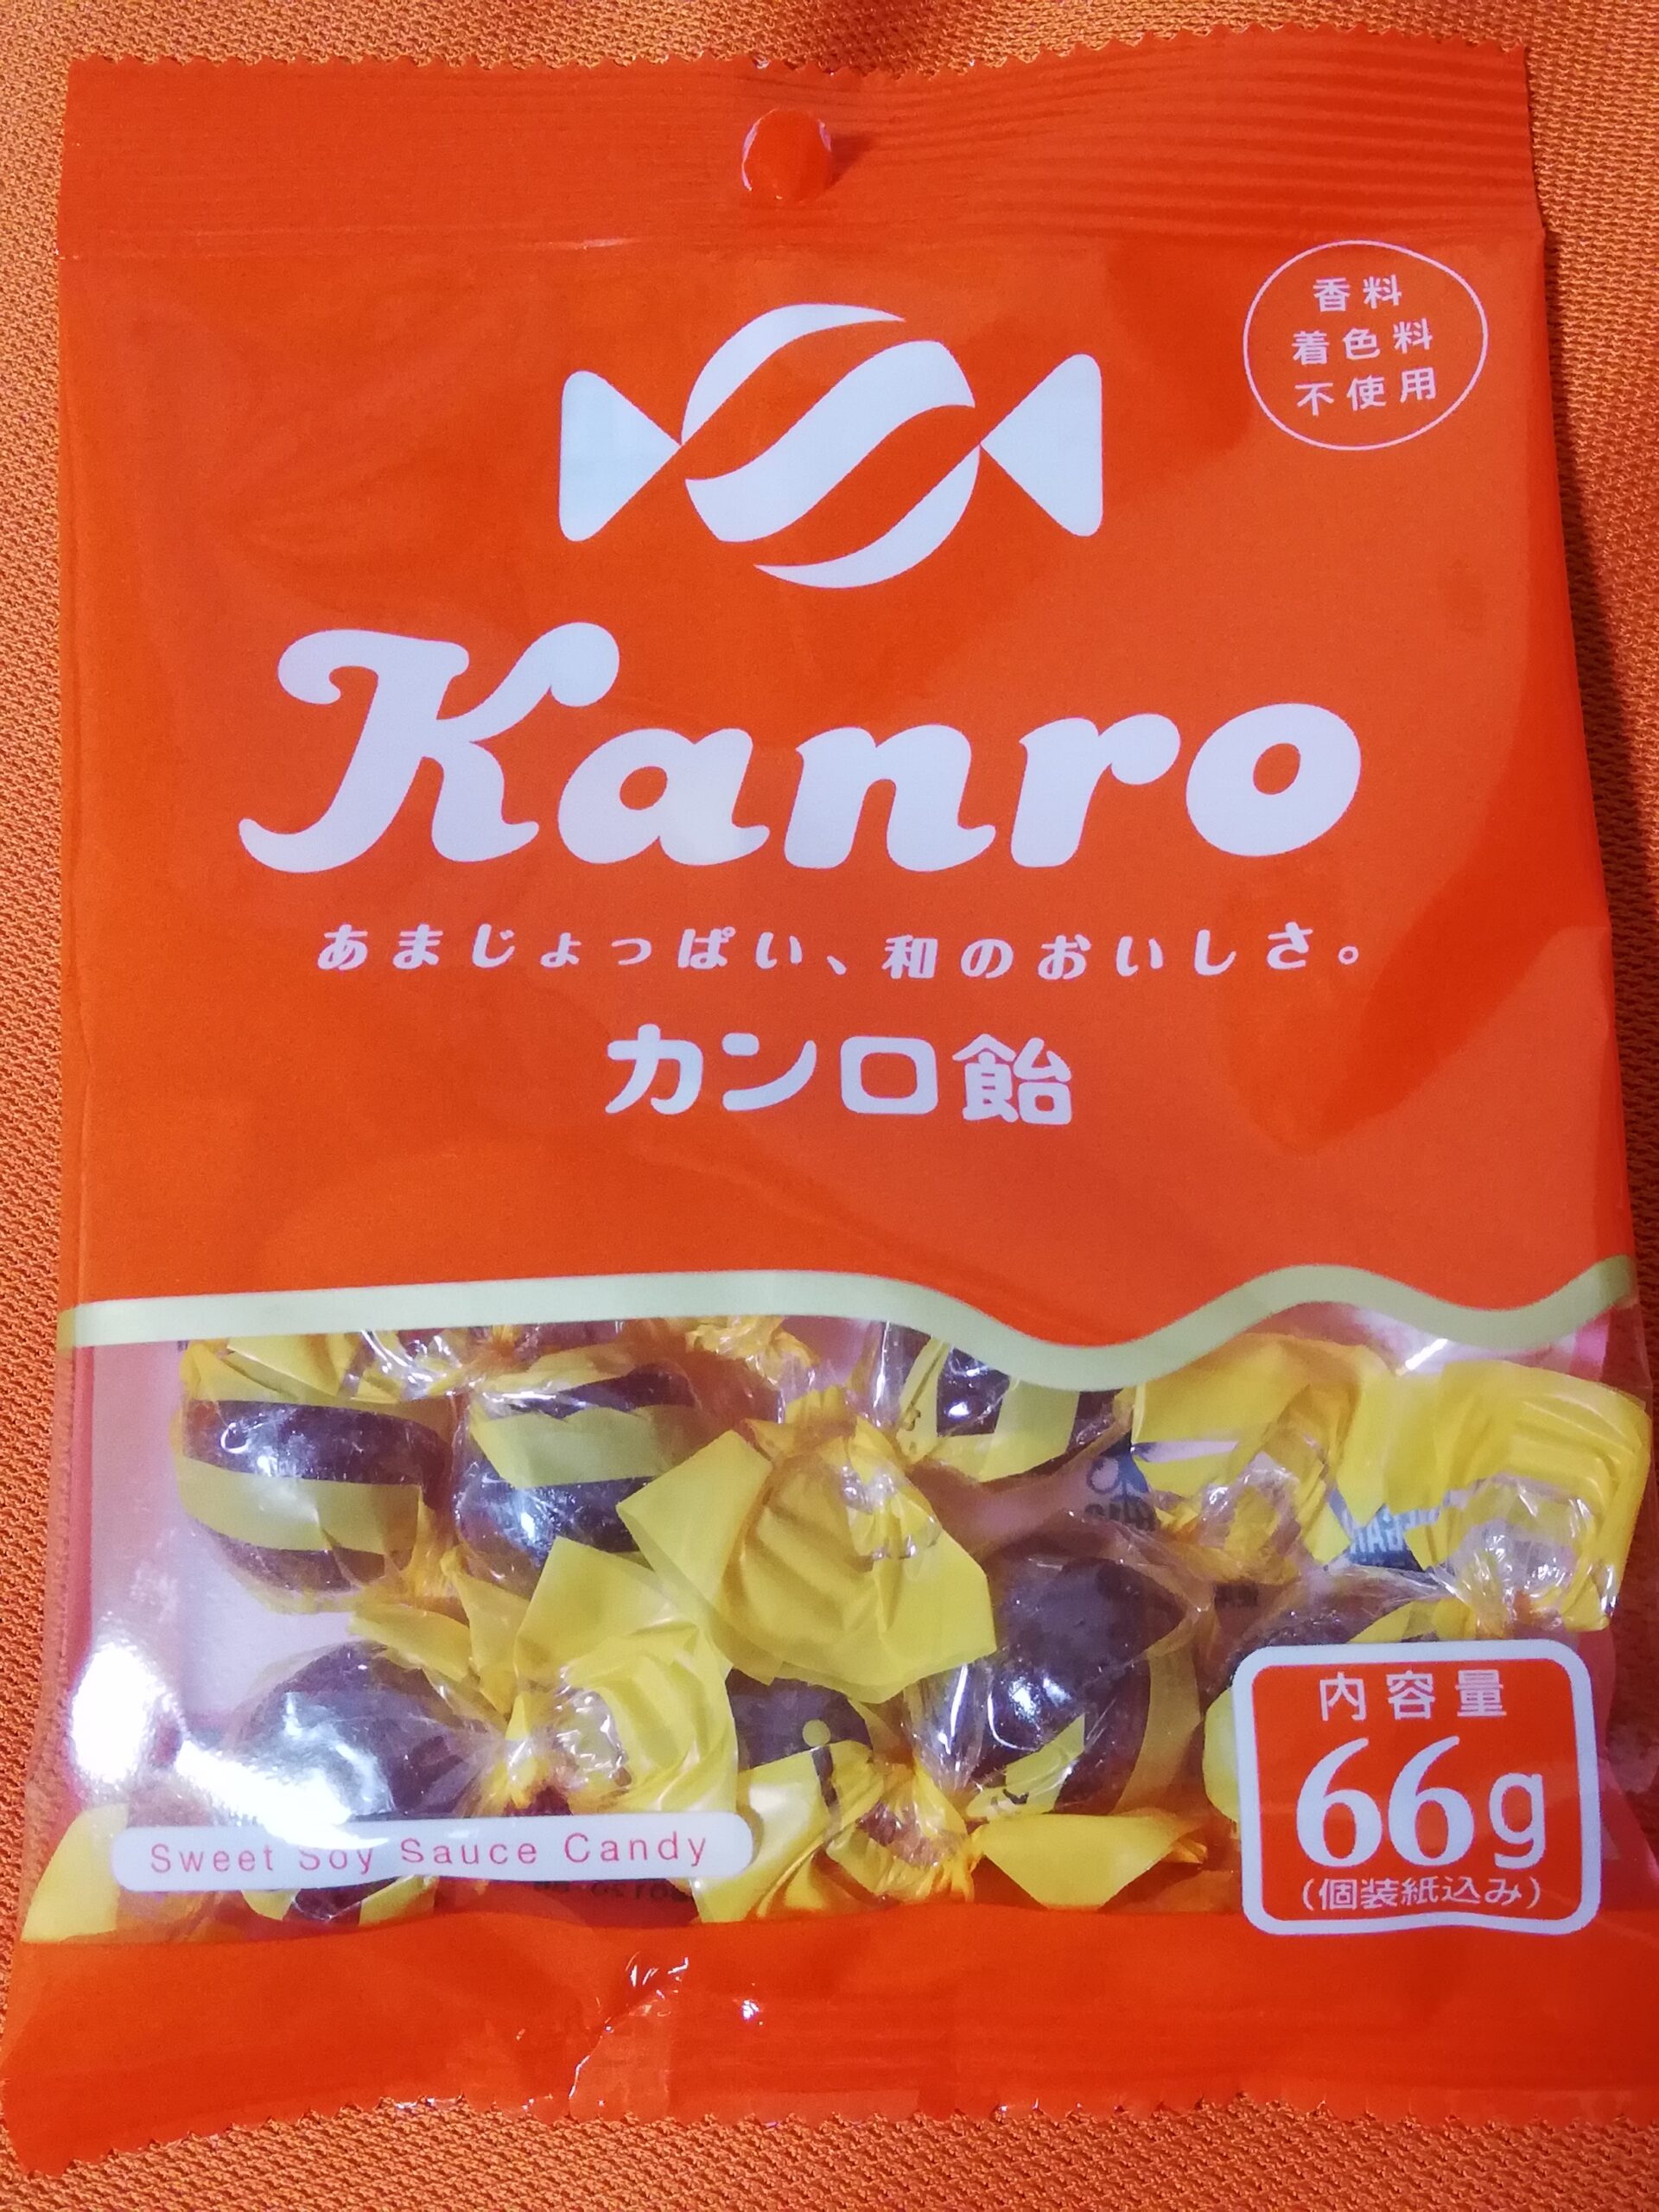 香料
着色料
不使用
Kanro
あまじょっぱい、和のおいしさ。
カンロ飴
内容量
66g
(個装紙込み)
Sweet Soy Sauce Candy